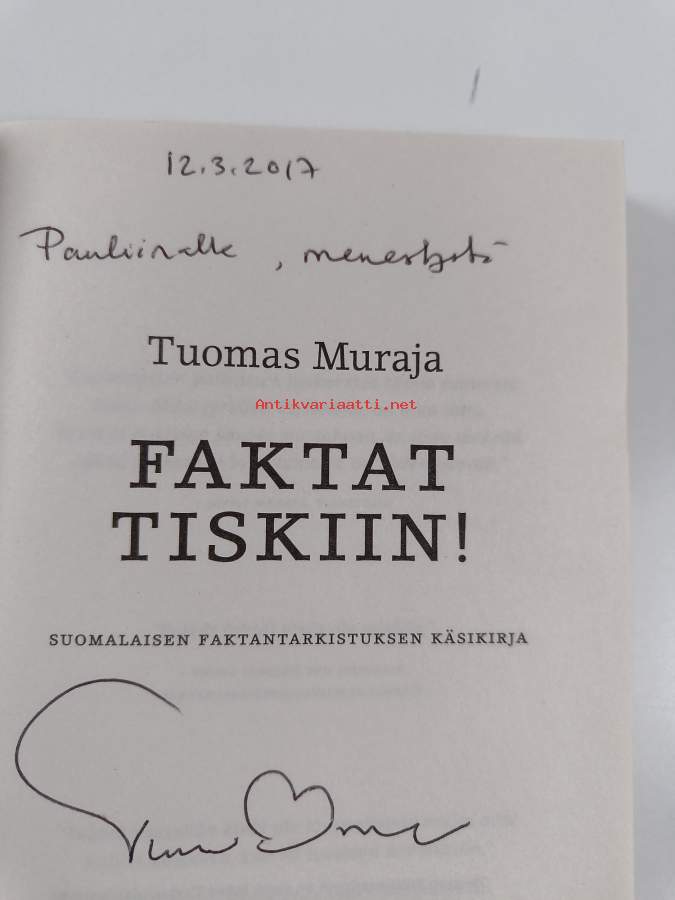 12.3.2017
Pauliinalle, menestystä
Tuomas Muraja
Antikvariaatti.net
FAKTAT
TISKIIN!
SUOMALAISEN FAKTANTARKISTUKSEN KÄSIKIRJA